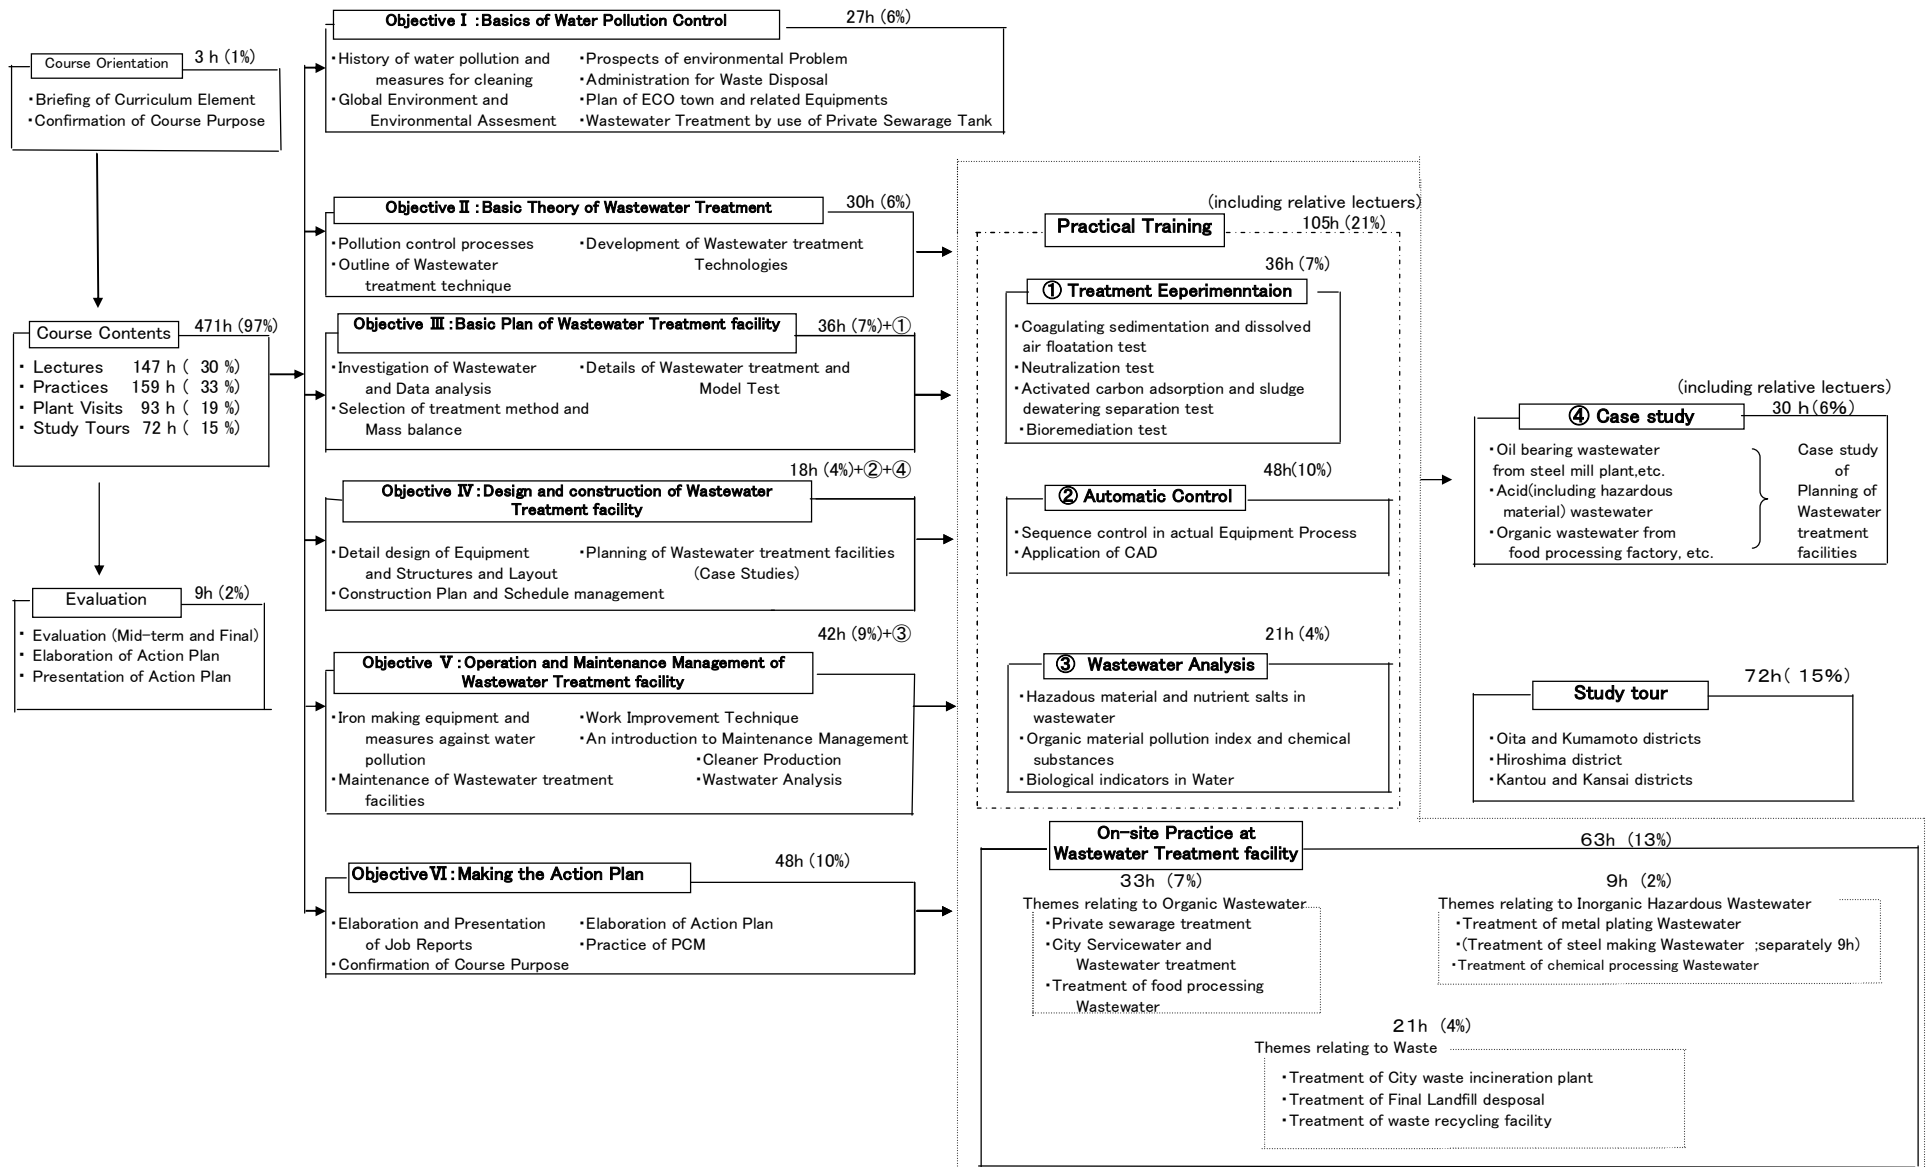 Course Orientation
3 h (1%)
・Briefing of Curriculum Element
・Confirmation of Course Purpose
Course Contents
471h (97%)
・ Lectures 147 h ( 30 %)
・ Practices 159 h ( 33 %)
・ Plant Visits 93 h ( 19 %)
・ Study Tours 72 h ( 15 %)
Evaluation
9h (2%)
・ Evaluation (Mid-term and Final)
・ Elaboration of Action Plan
・ Presentation of Action Plan
Objective Ⅰ :Basics of Water Pollution Control
27h (6%)
・History of water pollution and
measures for cleaning
・Global Environment and
Environmental Assesment
・Prospects of environmental Problem
・Administration for Waste Disposal
・Plan of ECO town and related Equipments
・Wastewater Treatment by use of Private Sewarage Tank
Objective Ⅱ :Basic Theory of Wastewater Treatment
30h (6%)
・Pollution control processes
・Outline of Wastewater
treatment technique
・Development of Wastewater treatment
Technologies
Objective Ⅲ :Basic Plan of Wastewater Treatment facility
36h (7%)+①
・Investigation of Wastewater
and Data analysis
・Selection of treatment method and
Mass balance
・Details of Wastewater treatment and
Model Test
18h (4%)+②+④
Objective Ⅳ :Design and construction of Wastewater
Treatment facility
・Detail design of Equipment
and Structures and Layout
・Construction Plan and Schedule management
・Planning of Wastewater treatment facilities
(Case Studies)
42h (9%)+③
Objective Ⅴ :Operation and Maintenance Management of
Wastewater Treatment facility
・Iron making equipment and
measures against water
pollution
・Maintenance of Wastewater treatment
facilities
・Work Improvement Technique
・An introduction to Maintenance Management
・Cleaner Production
・Wastwater Analysis
48h (10%)
Objective Ⅵ :Making the Action Plan
・Elaboration and Presentation
of Job Reports
・Confirmation of Course Purpose
・Elaboration of Action Plan
・Practice of PCM
(including relative lectuers)
Practical Training
105h (21%)
36h (7%)
① Treatment Eeperimenntaion
・Coagulating sedimentation and dissolved
air floatation test
・Neutralization test
・Activated carbon adsorption and sludge
dewatering separation test
・Bioremediation test
48h(10%)
② Automatic Control
・Sequence control in actual Equipment Process
・Application of CAD
21h (4%)
③ Wastewater Analysis
・Hazadous material and nutrient salts in
wastewater
・Organic material pollution index and chemical
substances
・Biological indicators in Water
(including relative lectuers)
④ Case study
30 h (6%)
・Oil bearing wastewater
from steel mill plant,etc.
・Acid(including hazardous
material) wastewater
・Organic wastewater from
food processing factory, etc.
Case study
of
Planning of
Wastewater
treatment
facilities
72h( 15%)
Study tour
・Oita and Kumamoto districts
・Hiroshima district
・Kantou and Kansai districts
On-site Practice at
Wastewater Treatment facility
63h (13%)
33h (7%)
Themes relating to Organic Wastewater
・Private sewarage treatment
・City Servicewater and
Wastewater treatment
・Treatment of food processing
Wastewater
9h (2%)
Themes relating to Inorganic Hazardous Wastewater
・Treatment of metal plating Wastewater
・(Treatment of steel making Wastewater ;separately 9h)
・Treatment of chemical processing Wastewater
21h (4%)
Themes relating to Waste
・Treatment of City waste incineration plant
・Treatment of Final Landfill desposal
・Treatment of waste recycling facility